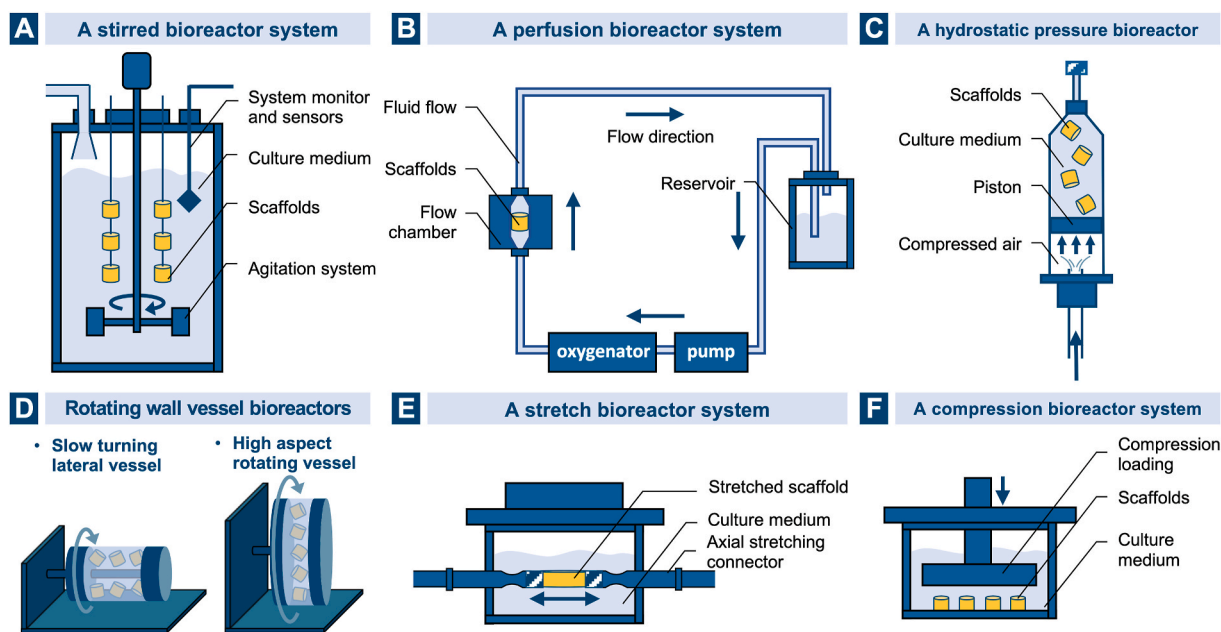 A A stirred bioreactor system
System monitor
and sensors
Culture medium
Scaffolds
Agitation system
B A perfusion bioreactor system
Fluid flow
Flow direction
Scaffolds
Reservoir
Flow
chamber
oxygenator
pump
C A hydrostatic pressure bioreactor
Scaffolds
Culture medium
Piston
Compressed air
D Rotating wall vessel bioreactors
• Slow turning
lateral vessel
• High aspect
rotating vessel
E A stretch bioreactor system
Stretched scaffold
Culture medium
Axial stretching
connector
F A compression bioreactor system
Compression
loading
Scaffolds
Culture
medium